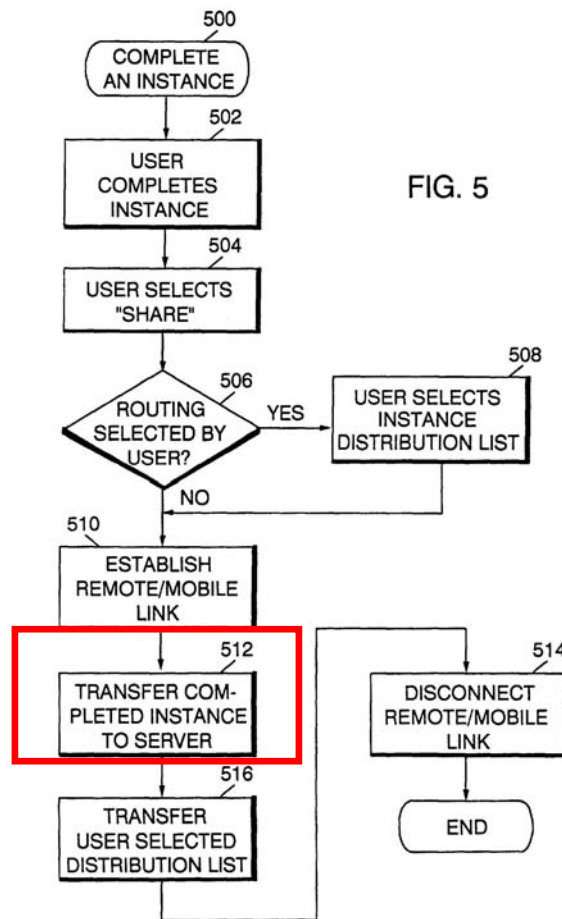 500
COMPLETE
AN INSTANCE
502
USER
COMPLETES
INSTANCE
FIG. 5
504
USER SELECTS
"SHARE"
506
ROUTING
SELECTED BY
USER?
YES
508
USER SELECTS
INSTANCE
DISTRIBUTION LIST
NO
510
ESTABLISH
REMOTE/MOBILE
LINK
512
TRANSFER COM-
PLETED INSTANCE
TO SERVER
514
DISCONNECT
REMOTE/MOBILE
LINK
516
TRANSFER
USER SELECTED
DISTRIBUTION LIST
END